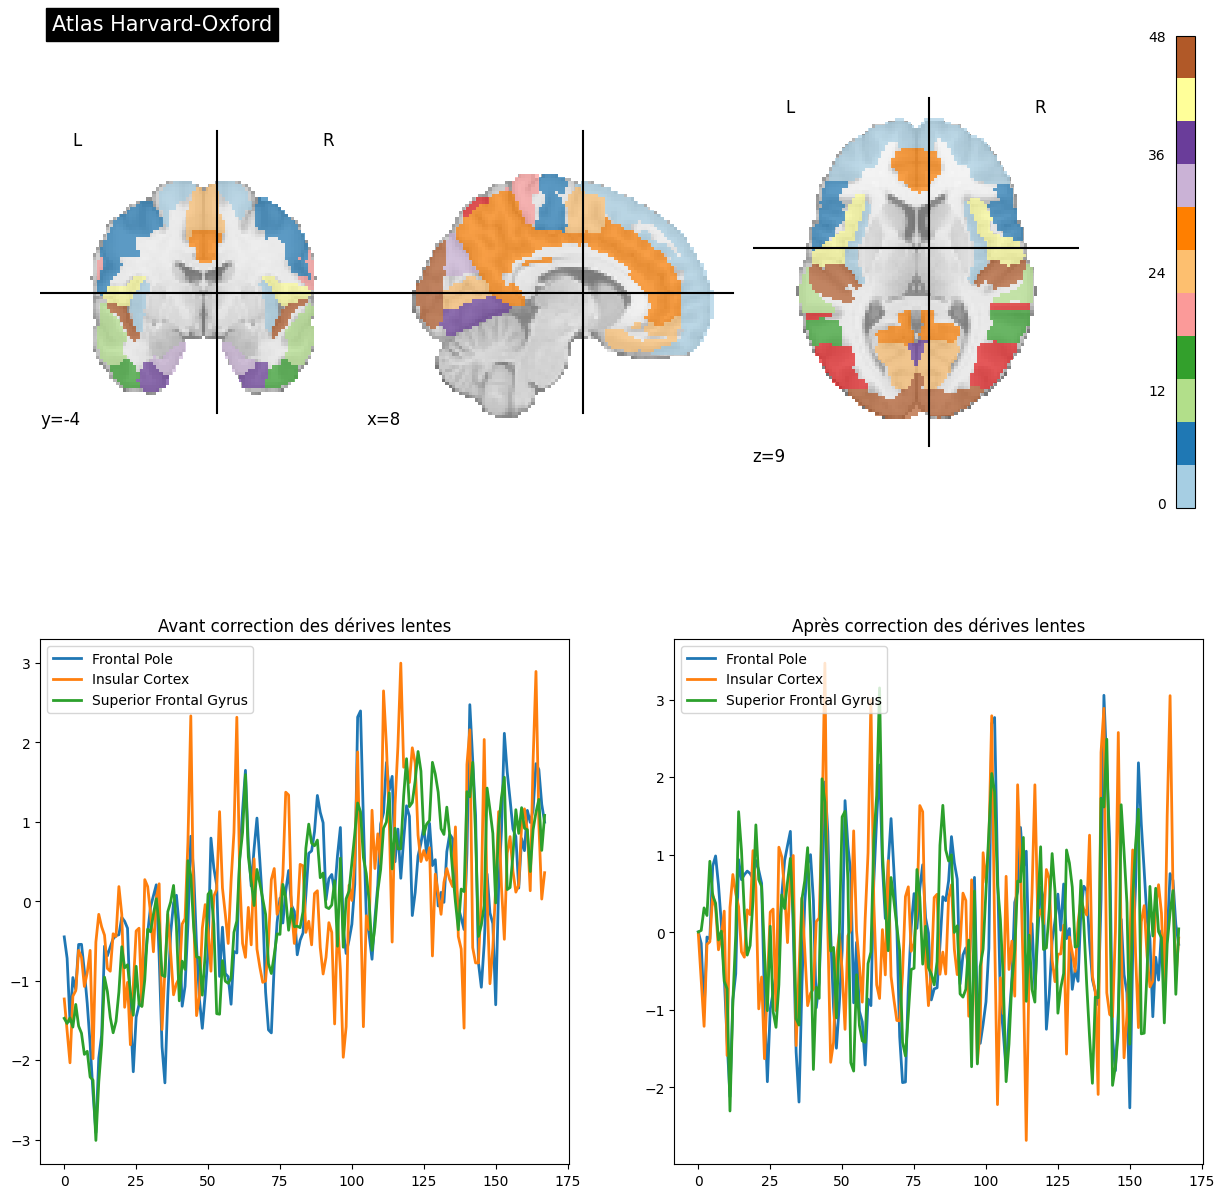 Atlas Harvard-Oxford
L R L R
y=-4 x=8 z=9
48
36
24
12
0
Avant correction des dérives lentes
Frontal Pole
Insular Cortex
Superior Frontal Gyrus
3
2
1
0
−1
−2
−3
0 25 50 75 100 125 150 175
Après correction des dérives lentes
Frontal Pole
Insular Cortex
Superior Frontal Gyrus
3
2
1
0
−1
−2
0 25 50 75 100 125 150 175